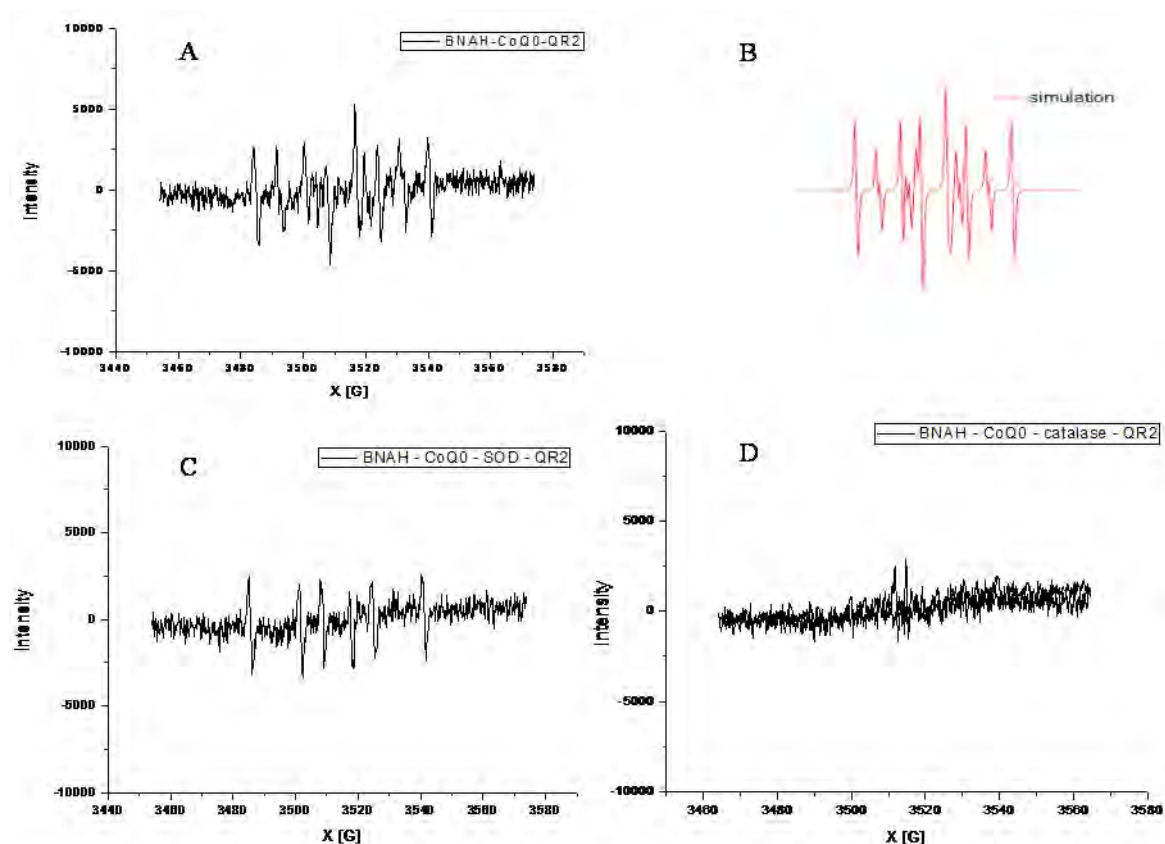 A
BNAH-CoQ0-QR2
10000
5000
0
-5000
-10000
Intensity
3440 3460 3480 3500 3520 3540 3560 3580
X [G]
B
simulation
C
BNAH - CoQ0 - SOD - QR2
10000
5000
0
-5000
-10000
Intensity
3440 3460 3480 3500 3520 3540 3560 3580
X [G]
D
BNAH - CoQ0 - catalase - QR2
10000
5000
0
-5000
-10000
Intensity
3460 3480 3500 3520 3540 3560 3580
X [G]